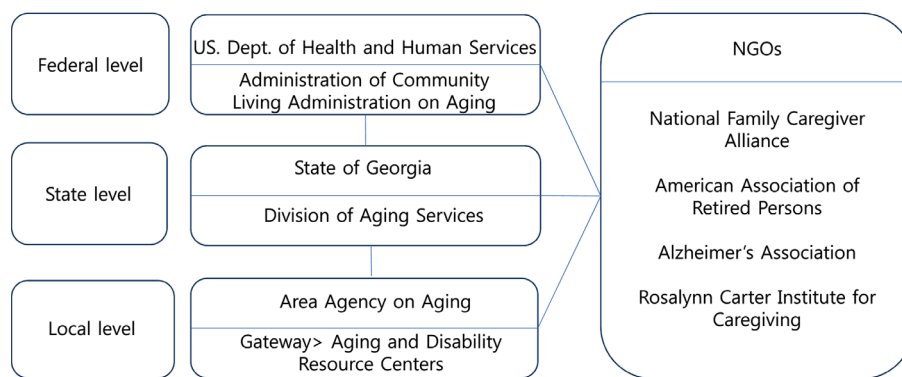 Federal level
US. Dept. of Health and Human Services
Administration of Community
Living Administration on Aging
State level
State of Georgia
Division of Aging Services
Local level
Area Agency on Aging
Gateway> Aging and Disability
Resource Centers
NGOs
National Family Caregiver
Alliance
American Association of
Retired Persons
Alzheimer’s Association
Rosalynn Carter Institute for
Caregiving